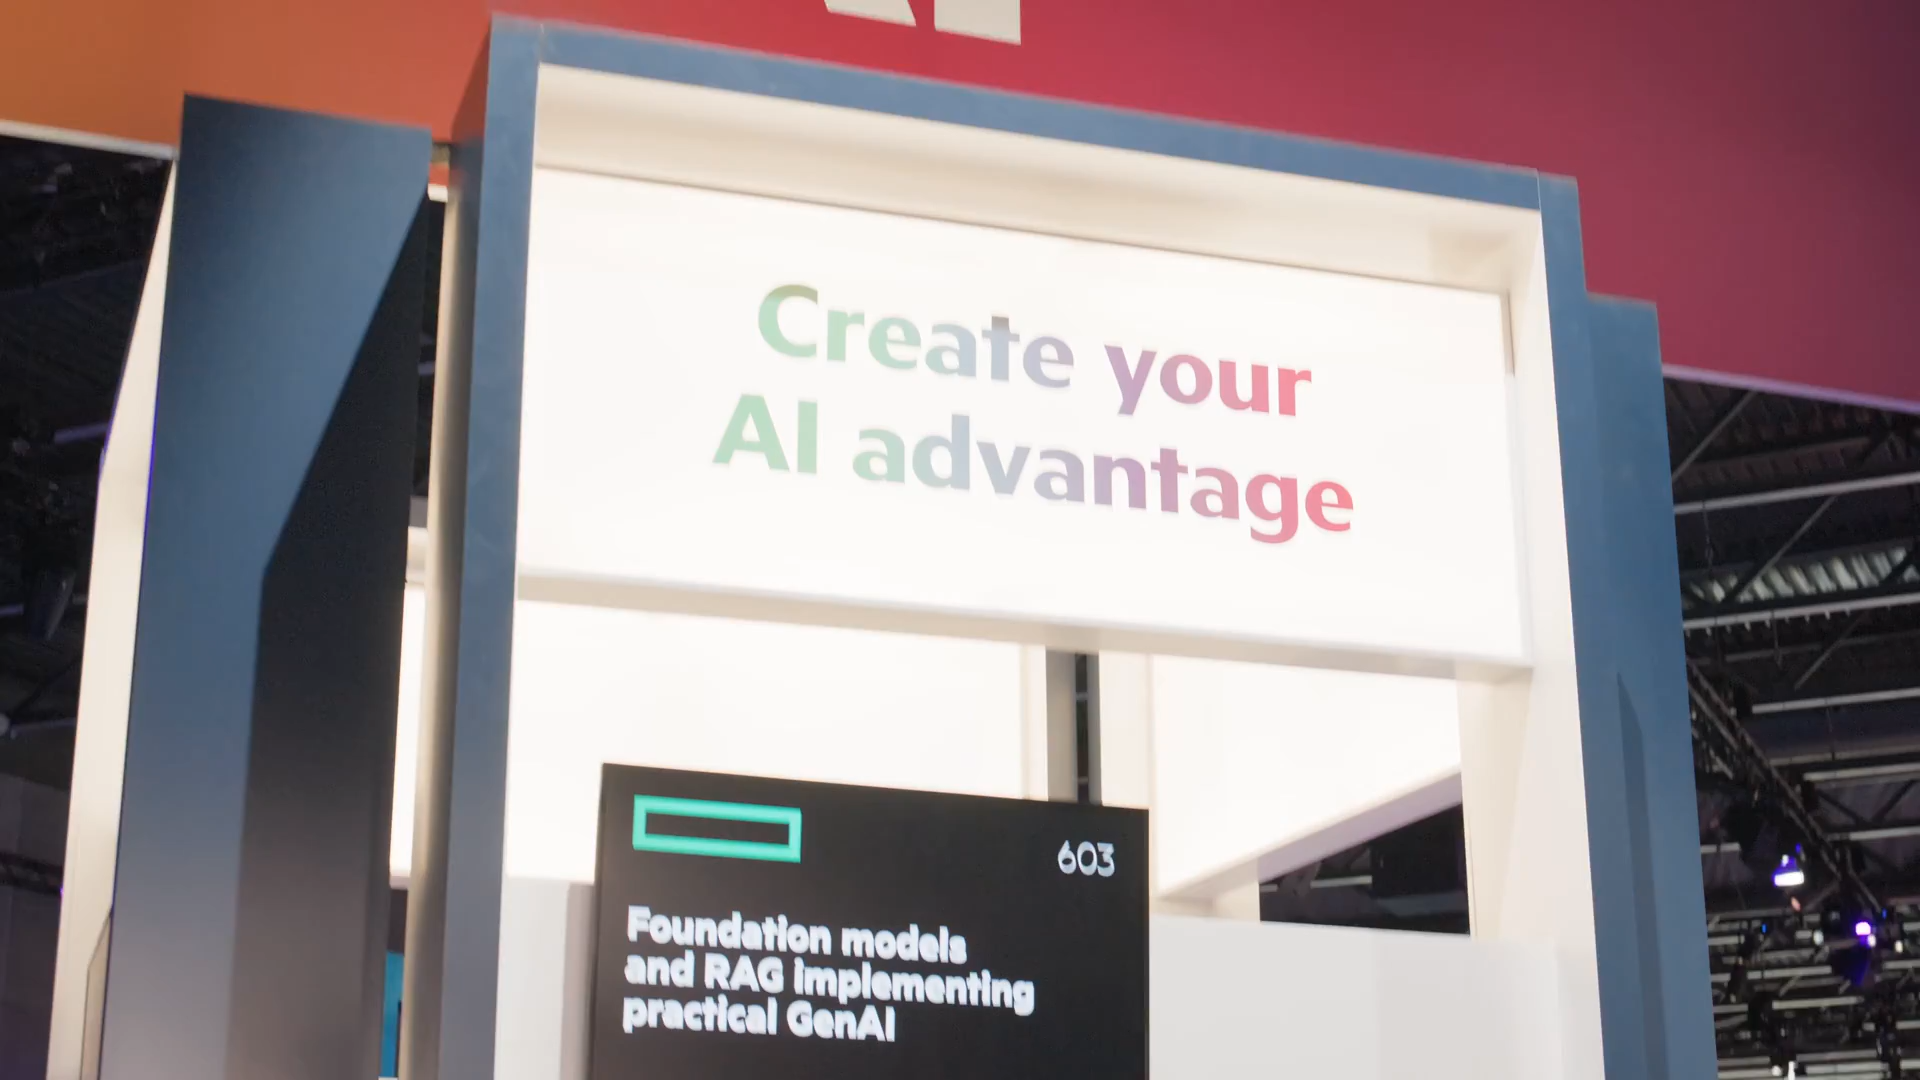 Create your
AI advantage
603
Foundation models
and RAG implementing
practical GenAI